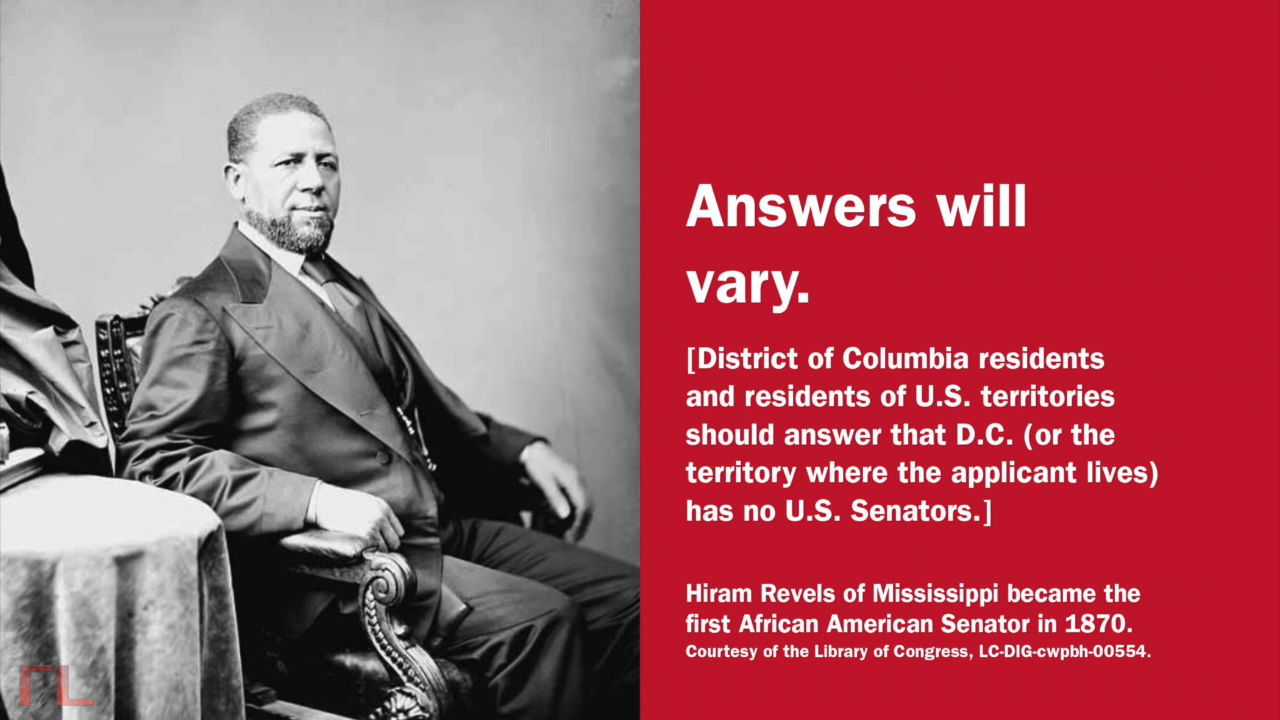 Answers will
vary.
[District of Columbia residents
and residents of U.S. territories
should answer that D.C. (or the
territory where the applicant lives)
has no U.S. Senators.]
Hiram Revels of Mississippi became the
first African American Senator in 1870.
Courtesy of the Library of Congress, LC-DIG-cwpbh-00554.